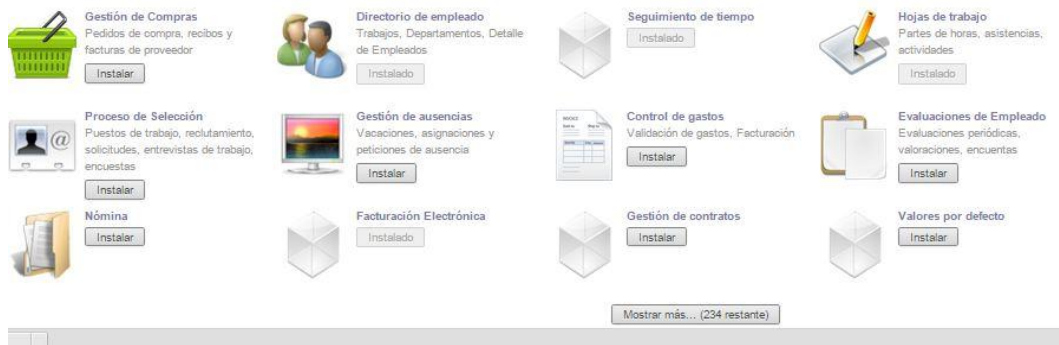 Gestión de Compras
Pedidos de compra, recibos y
facturas de proveedor
Instalar
Directorio de empleado
Trabajos, Departamentos, Detalle
de Empleados
Instalado
Seguimiento de tiempo
Instalado
Hojas de trabajo
Partes de horas, asistencias,
actividades
Instalado
Proceso de Selección
Puestos de trabajo, reclutamiento,
solicitudes, entrevistas de trabajo,
encuestas
Instalar
Gestión de ausencias
Vacaciones, asignaciones y
peticiones de ausencia
Instalar
INVOICE
Control de gastos
Validación de gastos, Facturación
Instalar
Evaluaciones de Empleado
Evaluaciones periódicas,
valoraciones, encuentas
Instalar
Nómina
Instalar
Facturación Electrónica
Instalado
Gestión de contratos
Instalar
Valores por defecto
Instalar
Mostrar más... (234 restante)